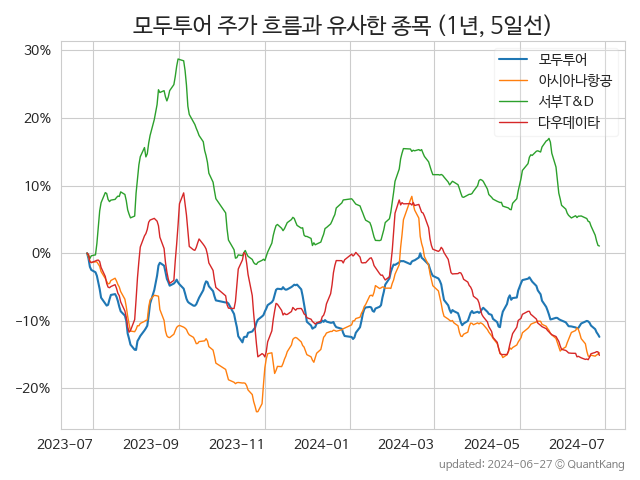 모두투어 주가 흐름과 유사한 종목 (1년, 5일선)
30%
20%
10%
0%
−10%
−20%
모두투어
아시아나항공
서부T&D
다우데이타
2023-07 2023-09 2023-11 2024-01 2024-03 2024-05 2024-07
updated: 2024-06-27 © QuantKang